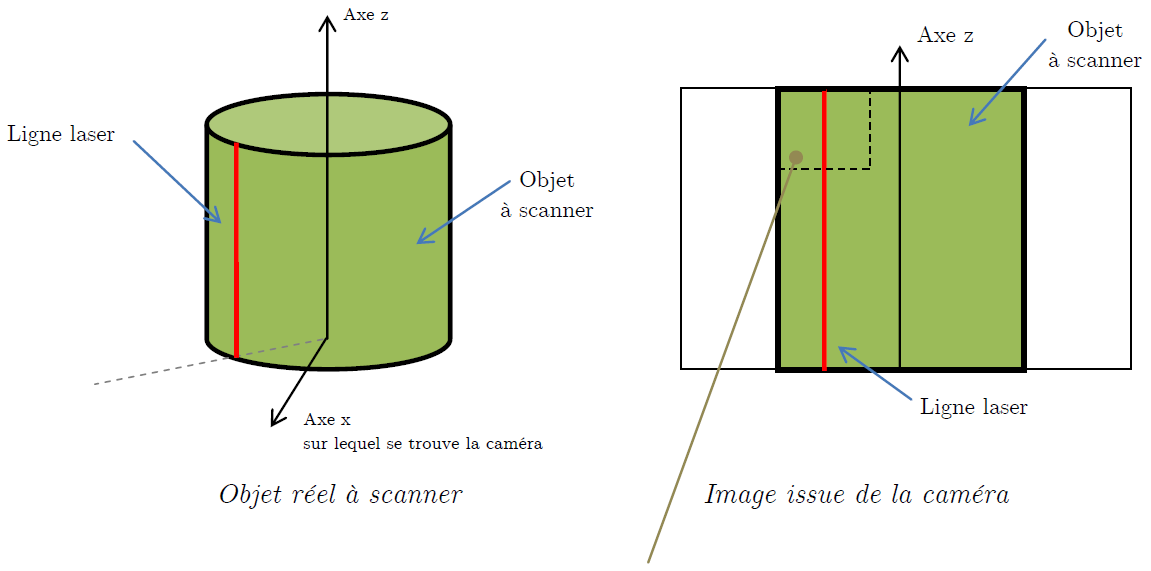 Axe z
Ligne laser
Objet
à scanner
Axe x
sur lequel se trouve la caméra
Objet réel à scanner
Axe z
Objet
à scanner
Ligne laser
Image issue de la caméra